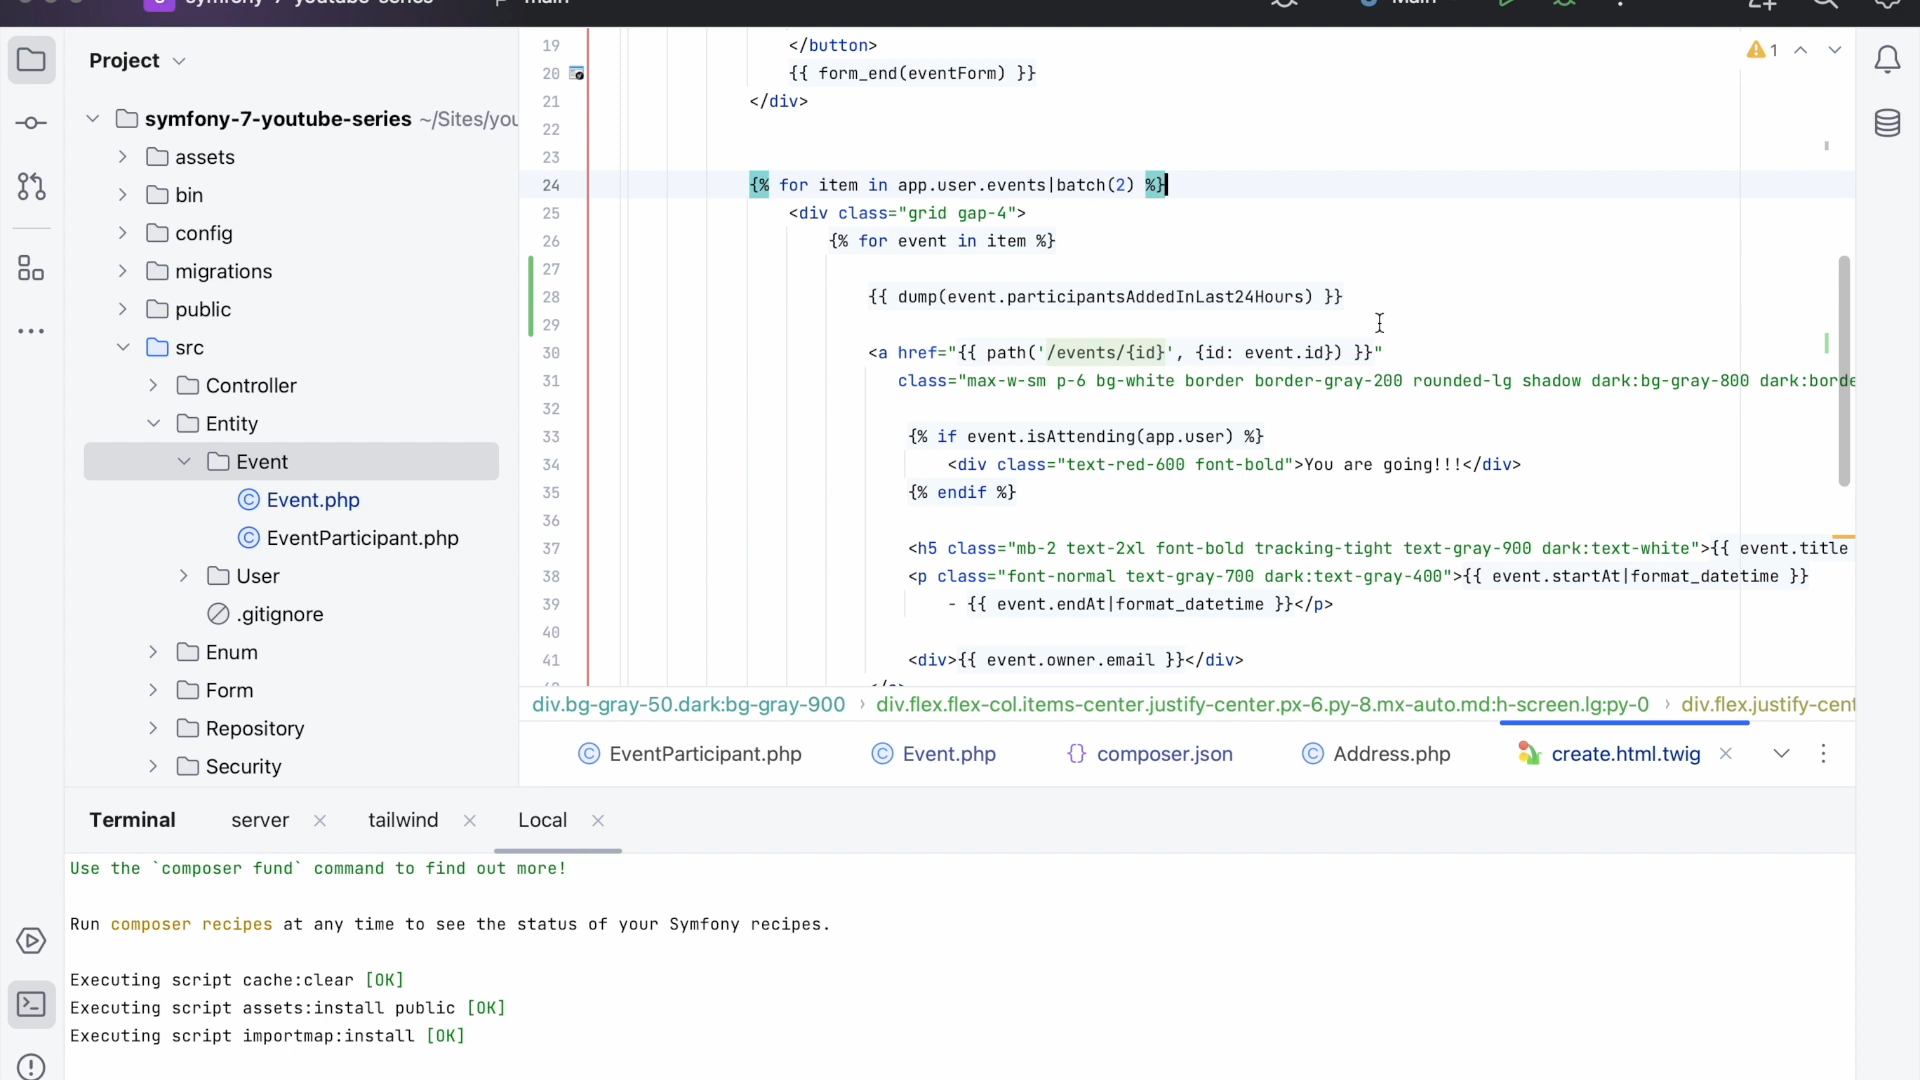 symfony-7-youtube-series
main
Main
Project
symfony-7-youtube-series ~/Sites/you
assets
bin
config
migrations
public
src
Controller
Entity
Event
Event.php
EventParticipant.php
User
.gitignore
Enum
Form
Repository
Security
1
19 </button>
20 {{ form_end(eventForm) }}
21 </div>
22
23
24 {% for item in app.user.events|batch(2) %}
25 <div class="grid gap-4">
26 {% for event in item %}
27
28 {{ dump(event.participantsAddedInLast24Hours) }}
29
30 <a href="{{ path('/events/{id}', {id: event.id}) }}"
31 class="max-w-sm p-6 bg-white border border-gray-200 rounded-lg shadow dark:bg-gray-800 dark:borde
32
33 {% if event.isAttending(app.user) %}
34 <div class="text-red-600 font-bold">You are going!!!</div>
35 {% endif %}
36
37 <h5 class="mb-2 text-2xl font-bold tracking-tight text-gray-900 dark:text-white">{{ event.title
38 <p class="font-normal text-gray-700 dark:text-gray-400">{{ event.startAt|format_datetime }}
39 - {{ event.endAt|format_datetime }}</p>
40
41 <div>{{ event.owner.email }}</div>
div.bg-gray-50.dark:bg-gray-900 › div.flex.flex-col.items-center.justify-center.px-6.py-8.mx-auto.md:h-screen.lg:py-0 › div.flex.justify-cent
EventParticipant.php Event.php {} composer.json Address.php create.html.twig
Terminal server tailwind Local
Use the `composer fund` command to find out more!
Run composer recipes at any time to see the status of your Symfony recipes.
Executing script cache:clear [OK]
Executing script assets:install public [OK]
Executing script importmap:install [OK]